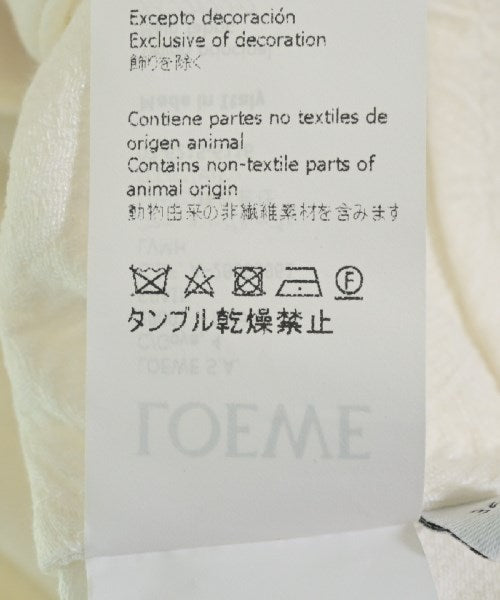 Excepto decoración
Exclusive of decoration
飾りを除く
Contiene partes no textiles de
origen animal
Contains non-textile parts of
animal origin
動物由来の非繊維素材を含みます
F
タンブル乾燥禁止
LOEWE S.A.
LOEWE